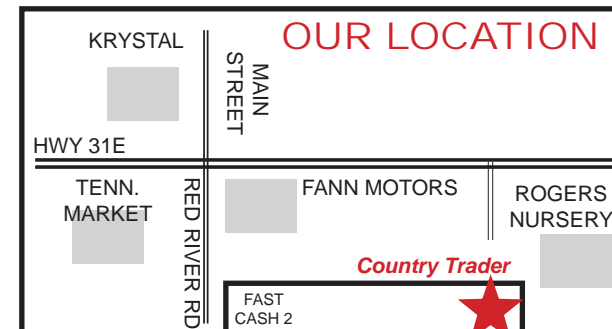 OUR LOCATION
KRYSTAL
MAIN
STREET
HWY 31E
TENN.
MARKET
RED RIVER RD
FANN MOTORS
ROGERS
NURSERY
Country Trader
FAST
CASH 2